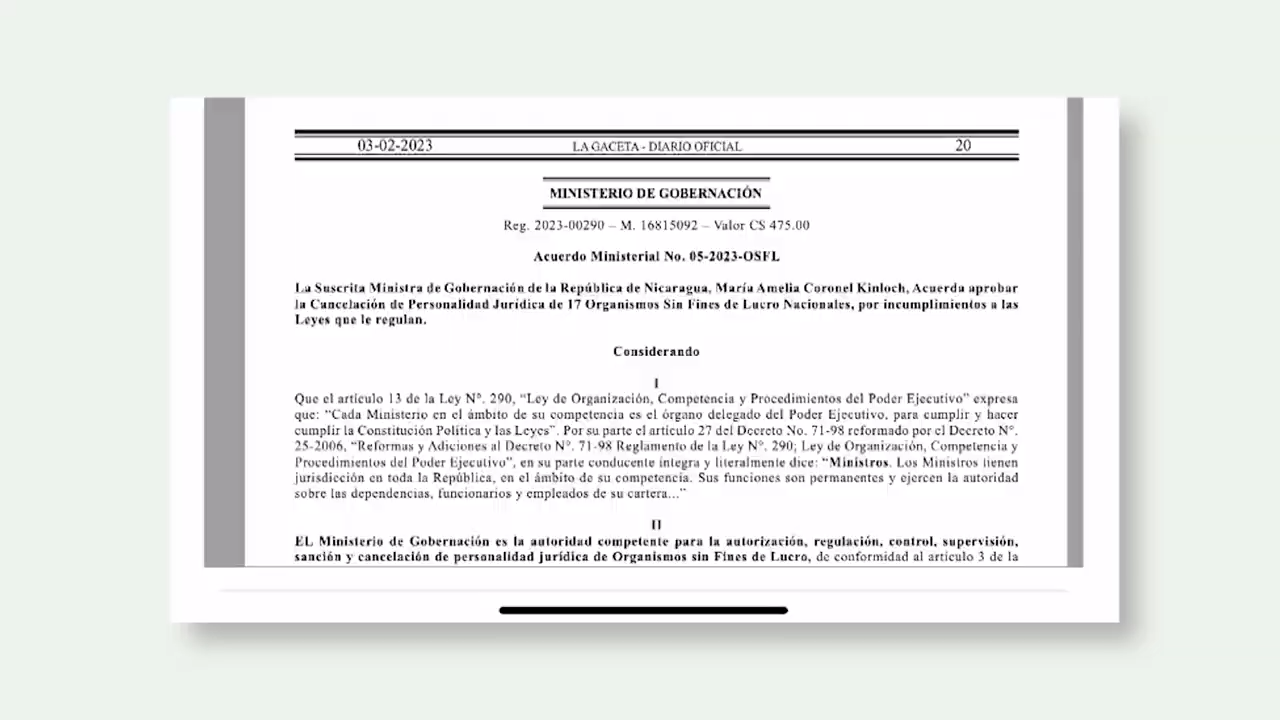 03-02-2023 LA GACETA - DIARIO OFICIAL 20
MINISTERIO DE GOBERNACIÓN
Reg. 2023-00290 – M. 16815092 – Valor C$ 475.00
Acuerdo Ministerial No. 05-2023-OSFL
La Suscrita Ministra de Gobernación de la República de Nicaragua, María Amelia Coronel Kinloch, Acuerda aprobar
la Cancelación de Personalidad Jurídica de 17 Organismos Sin Fines de Lucro Nacionales, por incumplimientos a las
Leyes que le regulan.
Considerando
I
Que el artículo 13 de la Ley N°. 290, “Ley de Organización, Competencia y Procedimientos del Poder Ejecutivo” expresa
que: “Cada Ministerio en el ámbito de su competencia es el órgano delegado del Poder Ejecutivo, para cumplir y hacer
cumplir la Constitución Política y las Leyes”. Por su parte el artículo 27 del Decreto No. 71-98 reformado por el Decreto N°.
25-2006, “Reformas y Adiciones al Decreto N°. 71-98 Reglamento de la Ley N°. 290; Ley de Organización, Competencia y
Procedimientos del Poder Ejecutivo”, en su parte conducente íntegra y literalmente dice: “Ministros. Los Ministros tienen
jurisdicción en toda la República, en el ámbito de su competencia. Sus funciones son permanentes y ejercen la autoridad
sobre las dependencias, funcionarios y empleados de su cartera...”
II
EL Ministerio de Gobernación es la autoridad competente para la autorización, regulación, control, supervisión,
sanción y cancelación de personalidad jurídica de Organismos sin Fines de Lucro, de conformidad al artículo 3 de la